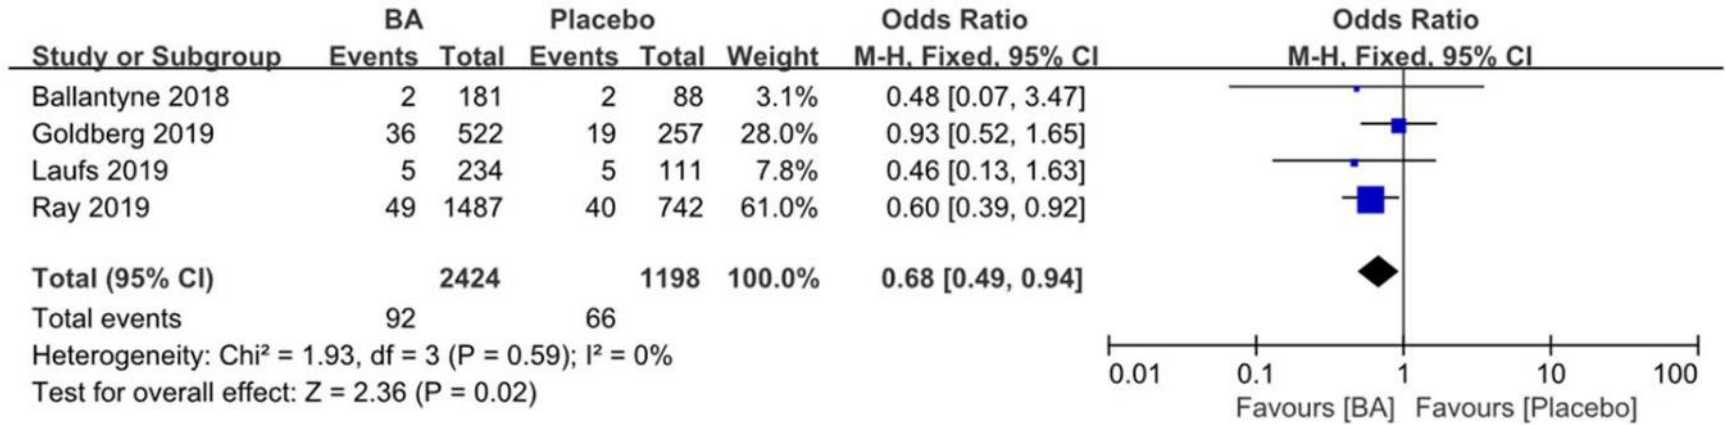 BA Placebo Odds Ratio Odds Ratio
Study or Subgroup Events Total Events Total Weight M-H, Fixed, 95% CI M-H, Fixed, 95% CI
Ballantyne 2018 2 181 2 88 3.1% 0.48 [0.07, 3.47]
Goldberg 2019 36 522 19 257 28.0% 0.93 [0.52, 1.65]
Laufs 2019 5 234 5 111 7.8% 0.46 [0.13, 1.63]
Ray 2019 49 1487 40 742 61.0% 0.60 [0.39, 0.92]
Total (95% CI) 2424 1198 100.0% 0.68 [0.49, 0.94]
Total events 92 66
Heterogeneity: Chi² = 1.93, df = 3 (P = 0.59); I² = 0%
Test for overall effect: Z = 2.36 (P = 0.02)
0.01 0.1 1 10 100
Favours [BA] Favours [Placebo]